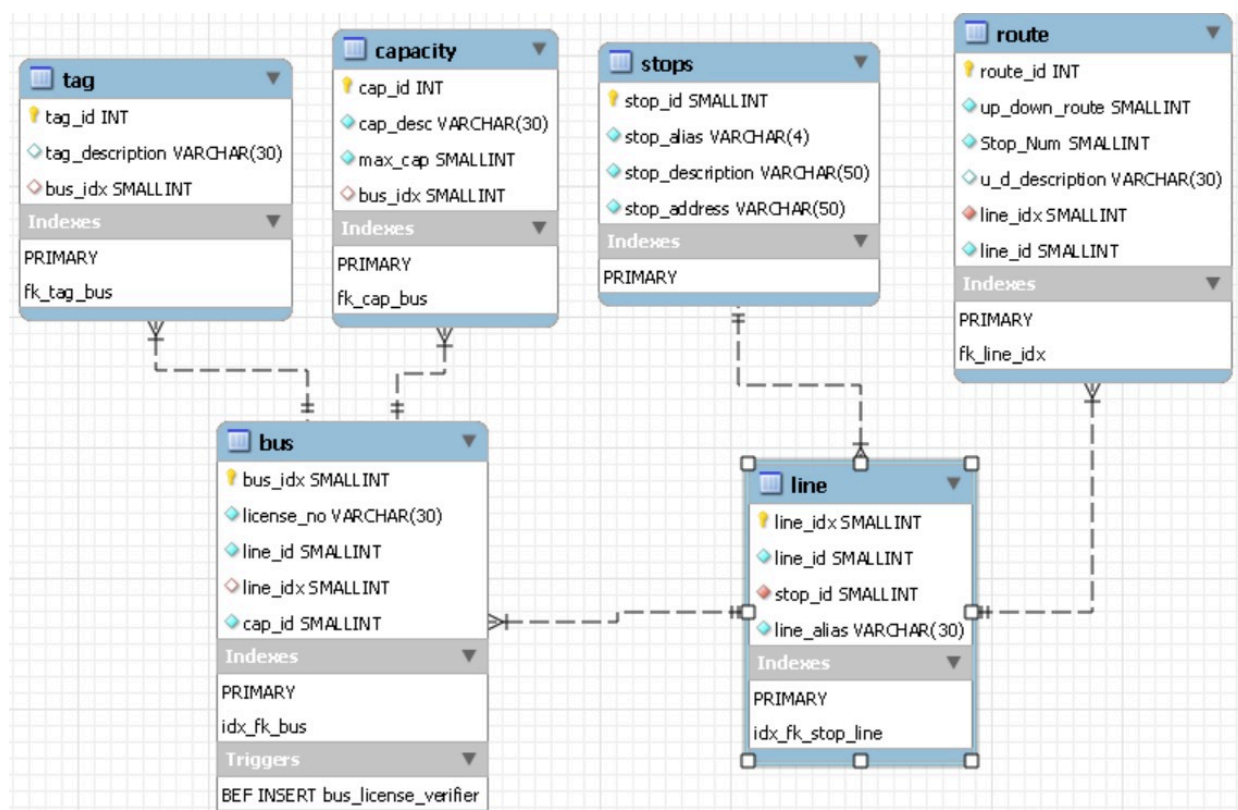 tag
tag_id INT
tag_description VARCHAR(30)
bus_idx SMALLINT
Indexes
PRIMARY
fk_tag_bus
capacity
cap_id INT
cap_desc VARCHAR(30)
max_cap SMALLINT
bus_idx SMALLINT
Indexes
PRIMARY
fk_cap_bus
stops
stop_id SMALLINT
stop_alias VARCHAR(4)
stop_description VARCHAR(50)
stop_address VARCHAR(50)
Indexes
PRIMARY
route
route_id INT
up_down_route SMALLINT
Stop_Num SMALLINT
u_d_description VARCHAR(30)
line_idx SMALLINT
line_id SMALLINT
Indexes
PRIMARY
fk_line_idx
bus
bus_idx SMALLINT
license_no VARCHAR(30)
line_id SMALLINT
line_idx SMALLINT
cap_id SMALLINT
Indexes
PRIMARY
idx_fk_bus
Triggers
BEF INSERT bus_license_verifier
line
line_idx SMALLINT
line_id SMALLINT
stop_id SMALLINT
line_alias VARCHAR(30)
Indexes
PRIMARY
idx_fk_stop_line